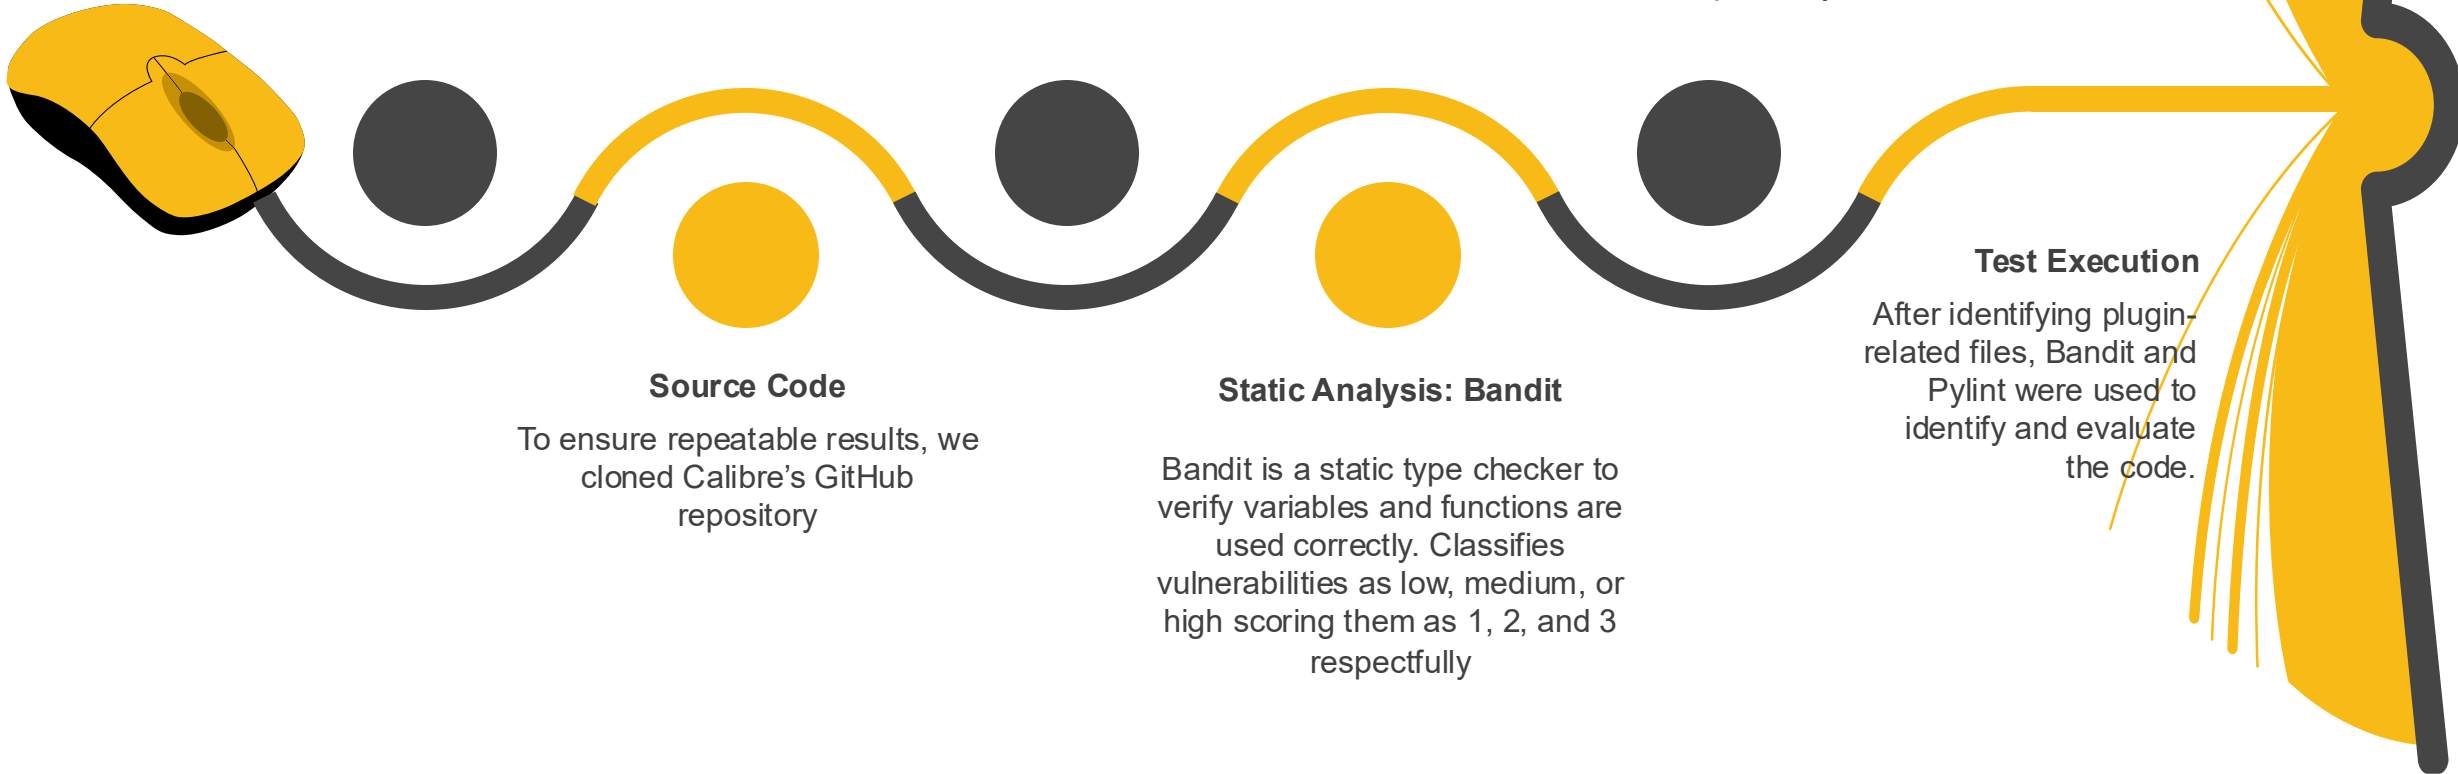 Source Code
To ensure repeatable results, we
cloned Calibre’s GitHub
repository
Static Analysis: Bandit
Bandit is a static type checker to
verify variables and functions are
used correctly. Classifies
vulnerabilities as low, medium, or
high scoring them as 1, 2, and 3
respectfully
Test Execution
After identifying plugin-
related files, Bandit and
Pylint were used to
identify and evaluate
the code.